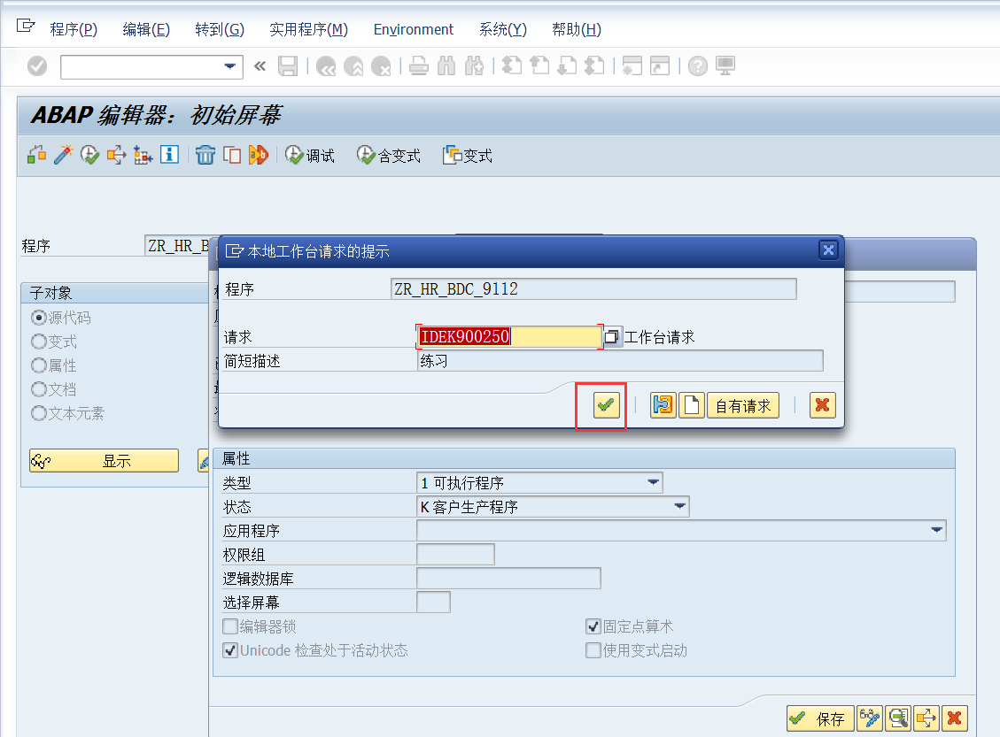 程序(P) 编辑(E) 转到(G) 实用程序(M) Environment 系统(Y) 帮助(H)
ABAP 编辑器：初始屏幕
调试 含变式 变式
程序 ZR_HR_B
本地工作台请求的提示
程序 ZR_HR_BDC_9112
请求 IDEK900250 工作台请求
简短描述 练习
自有请求
子对象
源代码
变式
属性
文档
文本元素
显示
属性
类型 1 可执行程序
状态 K 客户生产程序
应用程序
权限组
逻辑数据库
选择屏幕
编辑器锁 固定点算术
Unicode 检查处于活动状态 使用变式启动
保存